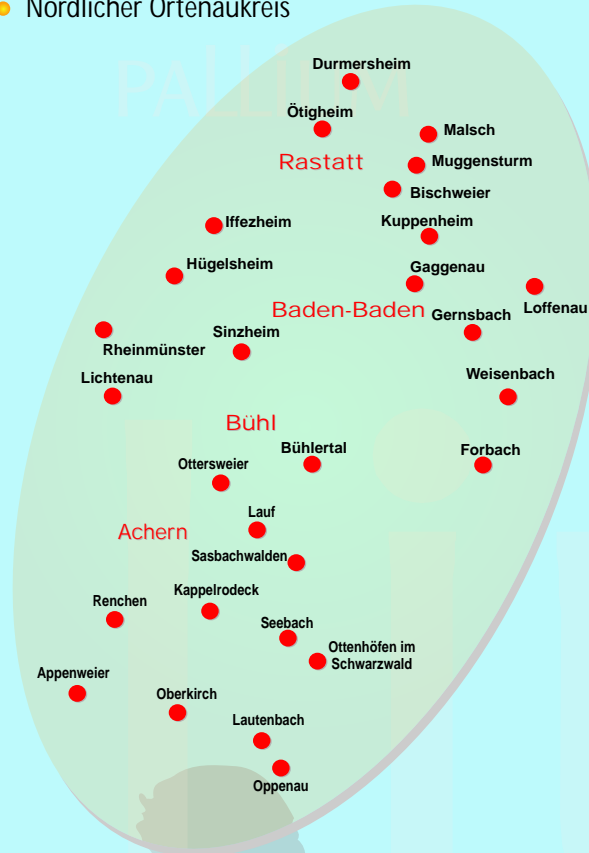 Nördlicher Ortenaukreis
PALLIUM
Durmersheim
Ötigheim
Malsch
Rastatt
Muggensturm
Bischweier
Iffezheim
Kuppenheim
Hügelsheim
Gaggenau
Baden-Baden
Gernsbach
Loffenau
Sinzheim
Rheinmünster
Lichtenau
Weisenbach
Bühl
Bühlertal
Forbach
Ottersweier
Lauf
Achern
Sasbachwalden
Kappelrodeck
Renchen
Seebach
Ottenhöfen im
Schwarzwald
Appenweier
Oberkirch
Lautenbach
Oppenau